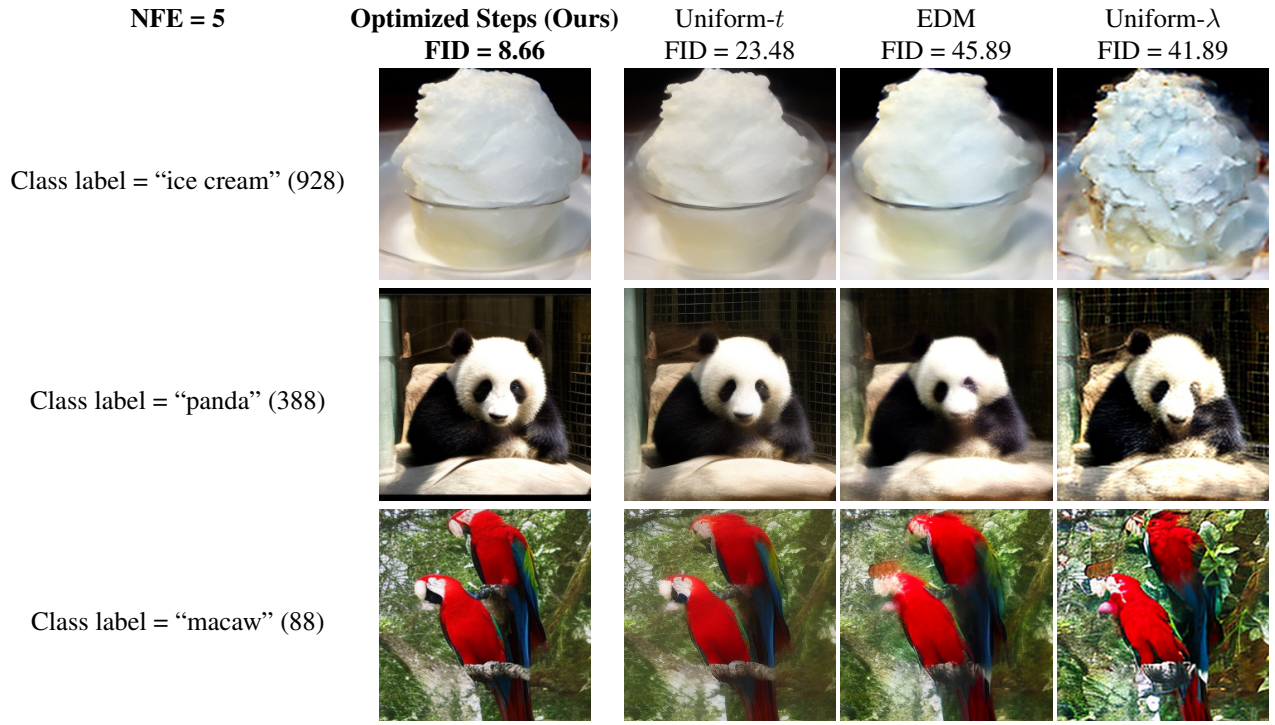 NFE = 5
Optimized Steps (Ours)
FID = 8.66
Uniform-t
FID = 23.48
EDM
FID = 45.89
Uniform-λ
FID = 41.89
Class label = “ice cream” (928)
Class label = “panda” (388)
Class label = “macaw” (88)